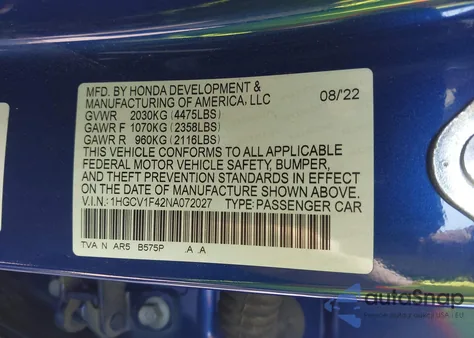 MFD. BY HONDA DEVELOPMENT &
MANUFACTURING OF AMERICA, LLC 08/'22
GVWR 2030KG (4475LBS)
GAWR F 1070KG (2358LBS)
GAWR R 960KG (2116LBS)
THIS VEHICLE CONFORMS TO ALL APPLICABLE
FEDERAL MOTOR VEHICLE SAFETY, BUMPER,
AND THEFT PREVENTION STANDARDS IN EFFECT
ON THE DATE OF MANUFACTURE SHOWN ABOVE.
V.I.N.: 1HGCV1F42NA072027 TYPE: PASSENGER CAR
TVA N AR5 B575P .A .A
autoSnap